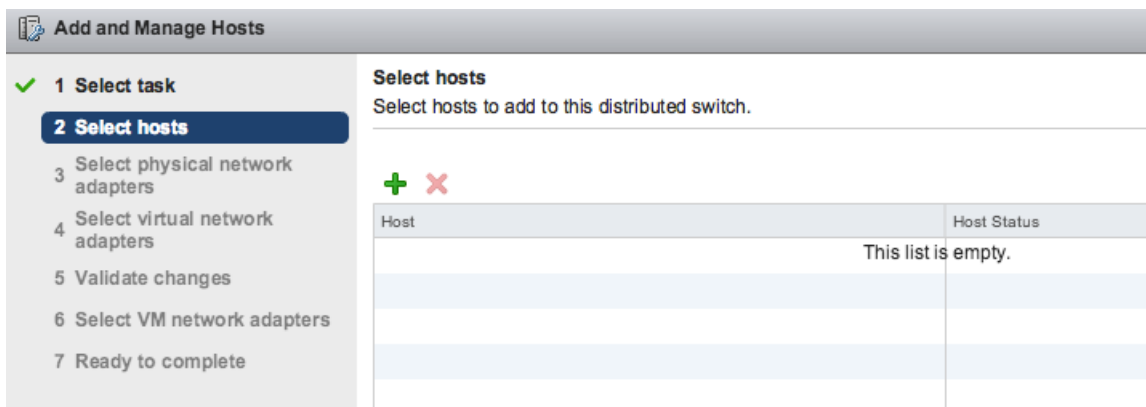 Add and Manage Hosts
1 Select task
2 Select hosts
3 Select physical network
adapters
4 Select virtual network
adapters
5 Validate changes
6 Select VM network adapters
7 Ready to complete
Select hosts
Select hosts to add to this distributed switch.
Host Host Status
This list is empty.